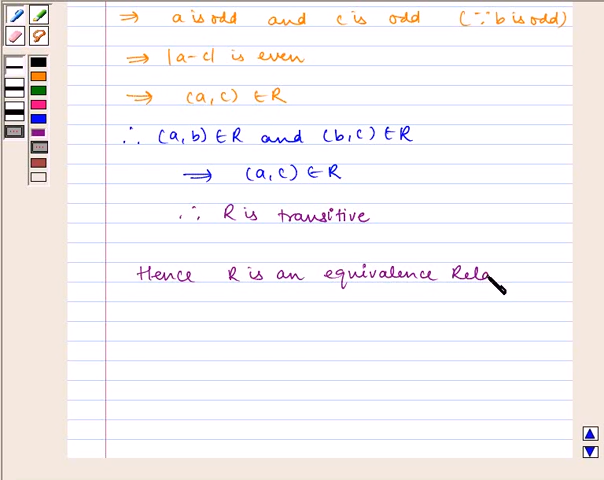 ⇒ a is odd and c is odd (∵ b is odd)
⇒ |a-c| is even
⇒ (a, c) ∈ R
∴ (a, b) ∈ R and (b, c) ∈ R
⇒ (a, c) ∈ R
∴ R is transitive
Hence R is an equivalence Rela